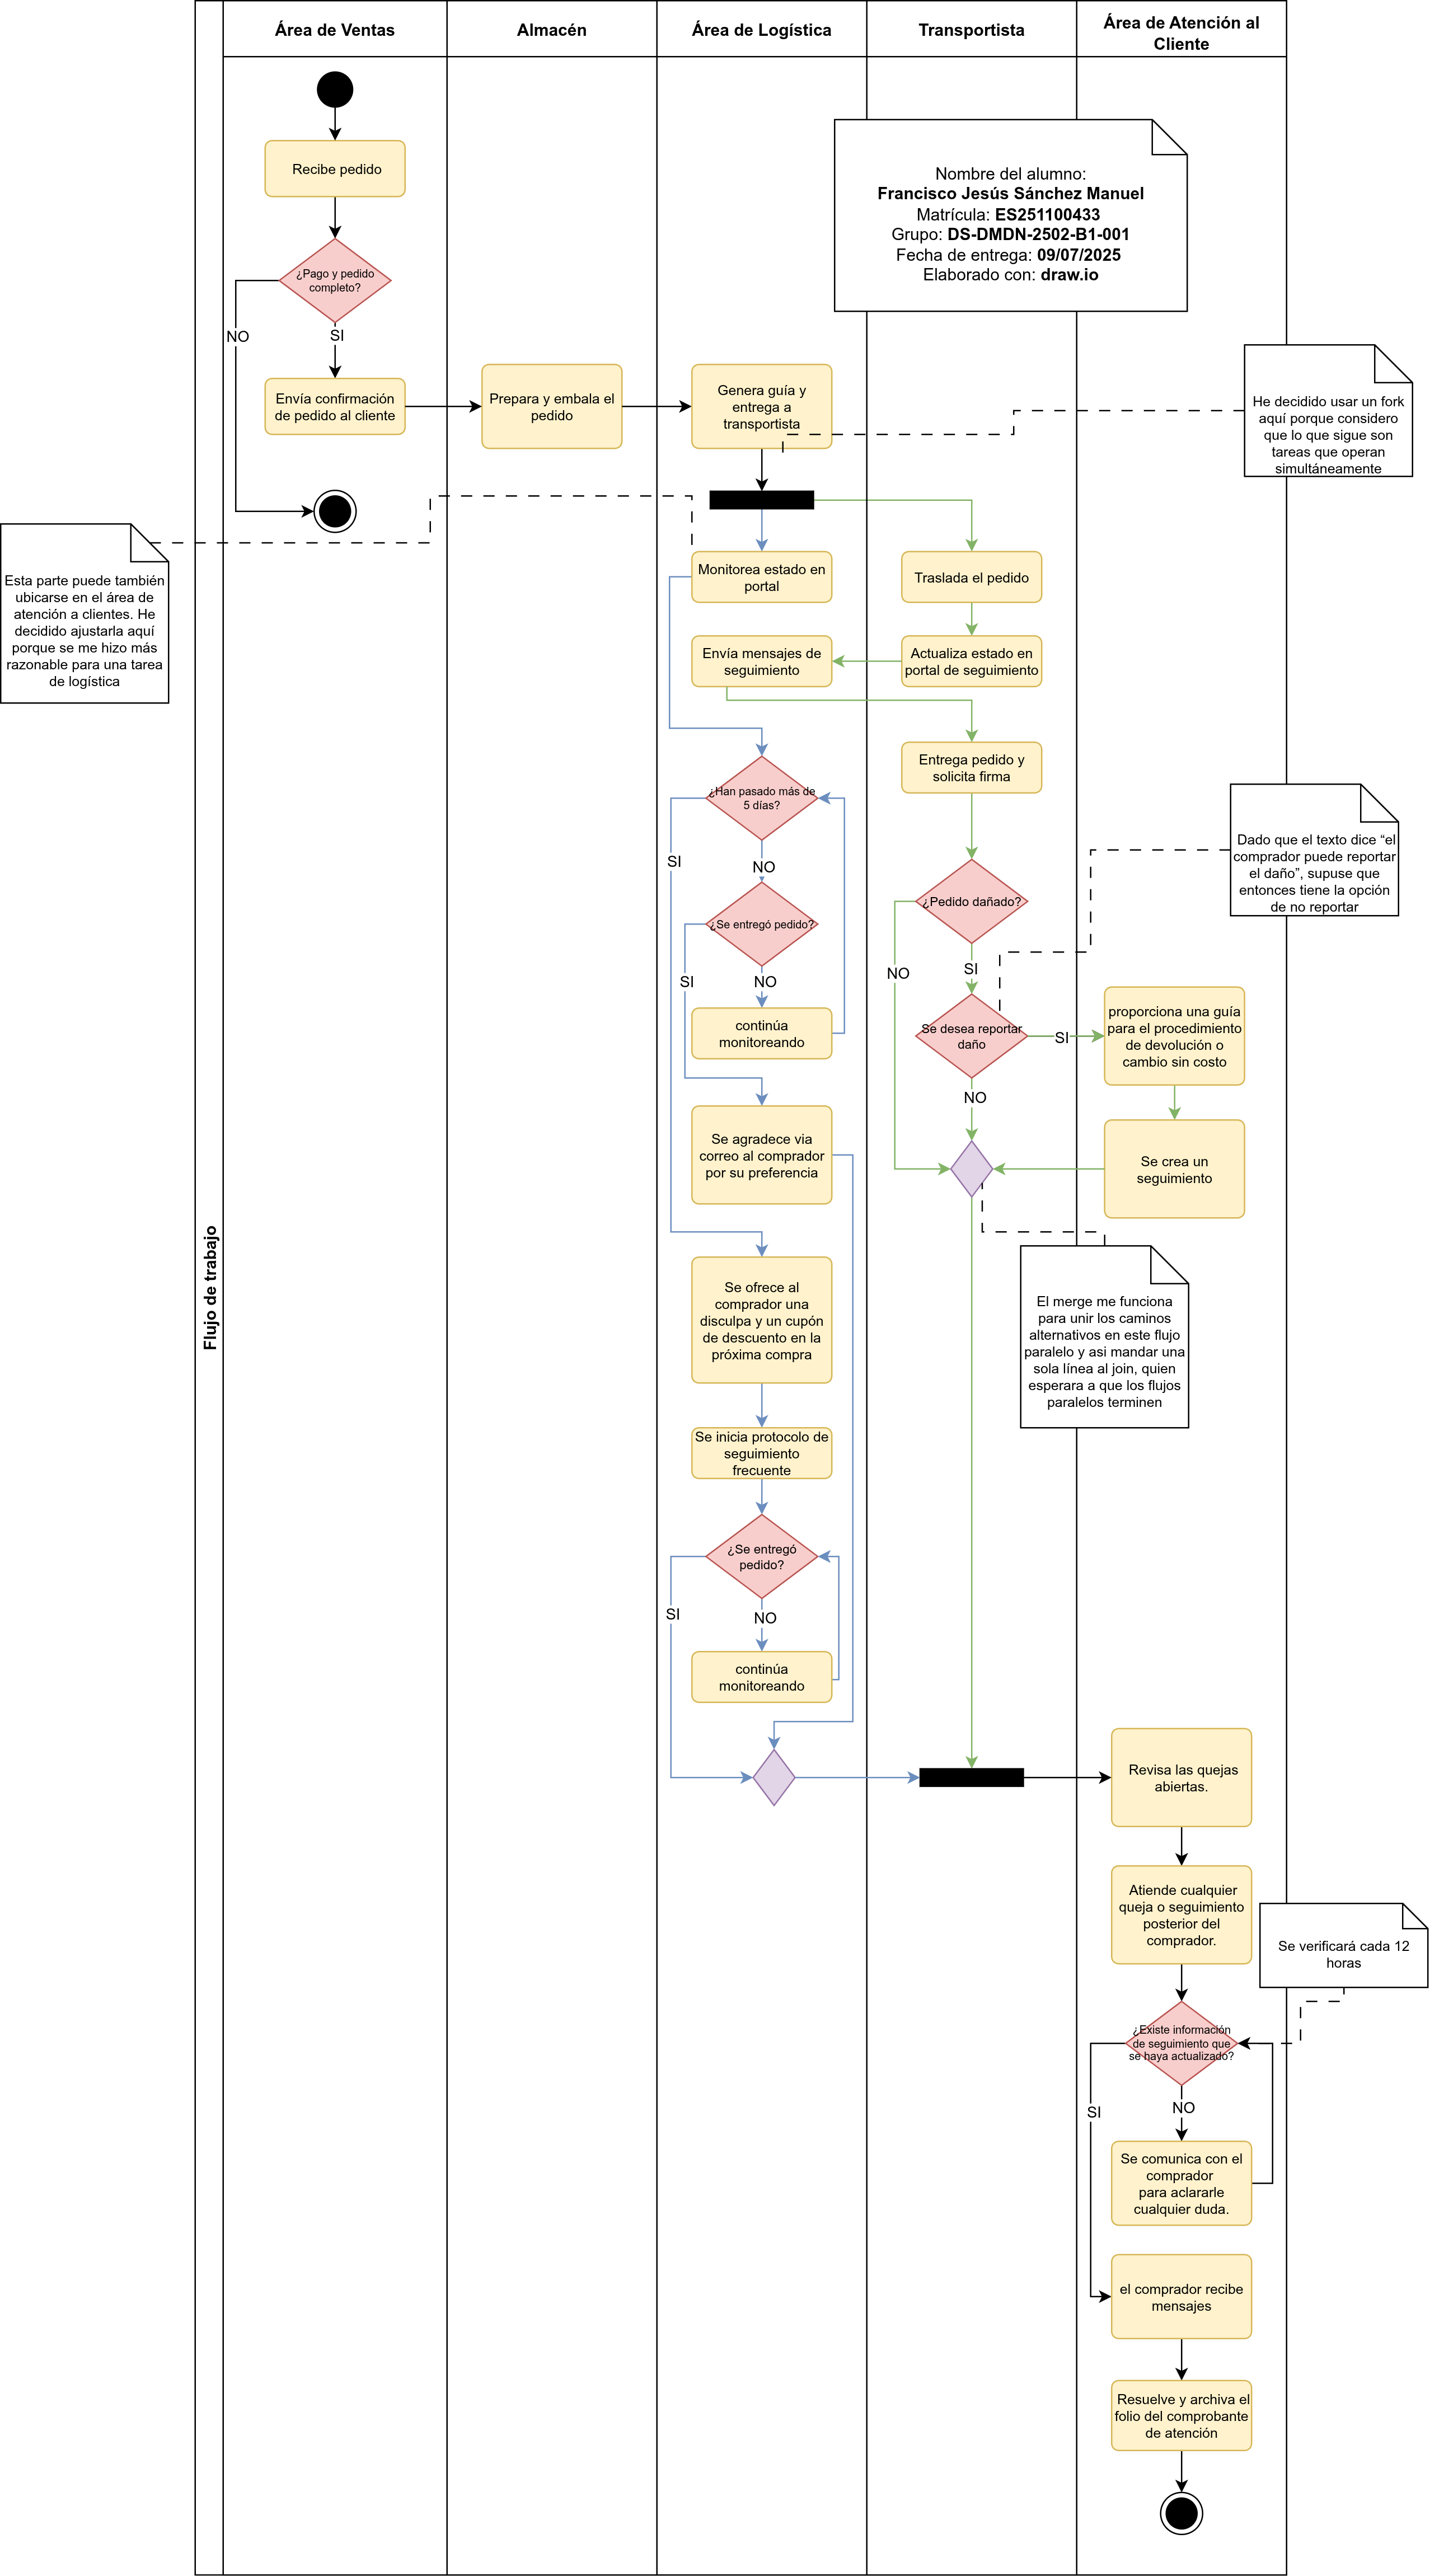 Área de Ventas
Almacén
Área de Logística
Transportista
Área de Atención al
Cliente
Flujo de trabajo
Nombre del alumno:
Francisco Jesús Sánchez Manuel
Matrícula: ES251100433
Grupo: DS-DMDN-2502-B1-001
Fecha de entrega: 09/07/2025
Elaborado con: draw.io
Recibe pedido
¿Pago y pedido
completo?
NO
SI
Envía confirmación
de pedido al cliente
Prepara y embala el
pedido
Genera guía y
entrega a
transportista
He decidido usar un fork
aquí porque considero
que lo que sigue son
tareas que operan
simultáneamente
Esta parte puede también
ubicarse en el área de
atención a clientes. He
decidido ajustarla aquí
porque se me hizo más
razonable para una tarea
de logística
Monitorea estado en
portal
Traslada el pedido
Envía mensajes de
seguimiento
Actualiza estado en
portal de seguimiento
Entrega pedido y
solicita firma
¿Han pasado más de
5 días?
SI
NO
¿Se entregó pedido?
SI
NO
continúa
monitoreando
¿Pedido dañado?
NO
SI
Dado que el texto dice “el
comprador puede reportar
el daño”, supuse que
entonces tiene la opción
de no reportar
Se desea reportar
daño
SI
NO
proporciona una guía
para el procedimiento
de devolución o
cambio sin costo
Se crea un
seguimiento
Se agradece via
correo al comprador
por su preferencia
El merge me funciona
para unir los caminos
alternativos en este flujo
paralelo y asi mandar una
sola línea al join, quien
esperara a que los flujos
paralelos terminen
Se ofrece al
comprador una
disculpa y un cupón
de descuento en la
próxima compra
Se inicia protocolo de
seguimiento
frecuente
¿Se entregó
pedido?
SI
NO
continúa
monitoreando
Revisa las quejas
abiertas.
Atiende cualquier
queja o seguimiento
posterior del
comprador.
Se verificará cada 12
horas
¿Existe información
de seguimiento que
se haya actualizado?
SI
NO
Se comunica con el
comprador
para aclararle
cualquier duda.
el comprador recibe
mensajes
Resuelve y archiva el
folio del comprobante
de atención